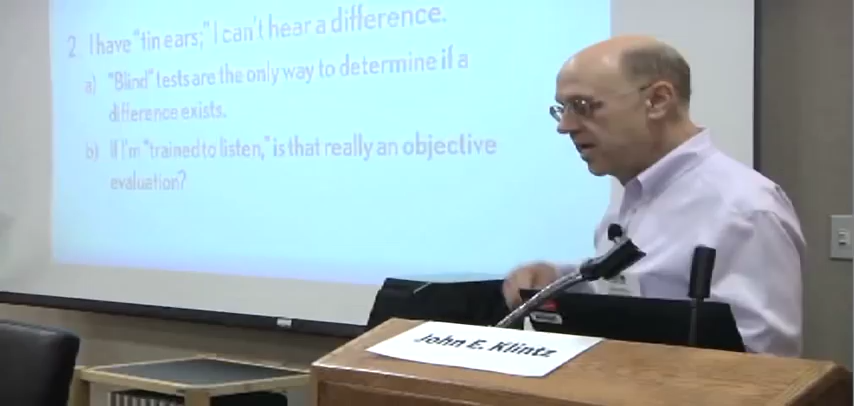 2. I have "tin ears;" I can't hear a difference.
a) "Blind" tests are the only way to determine if a
difference exists.
b) If I'm "trained to listen," is that really an objective
evaluation?
John E. Klintz